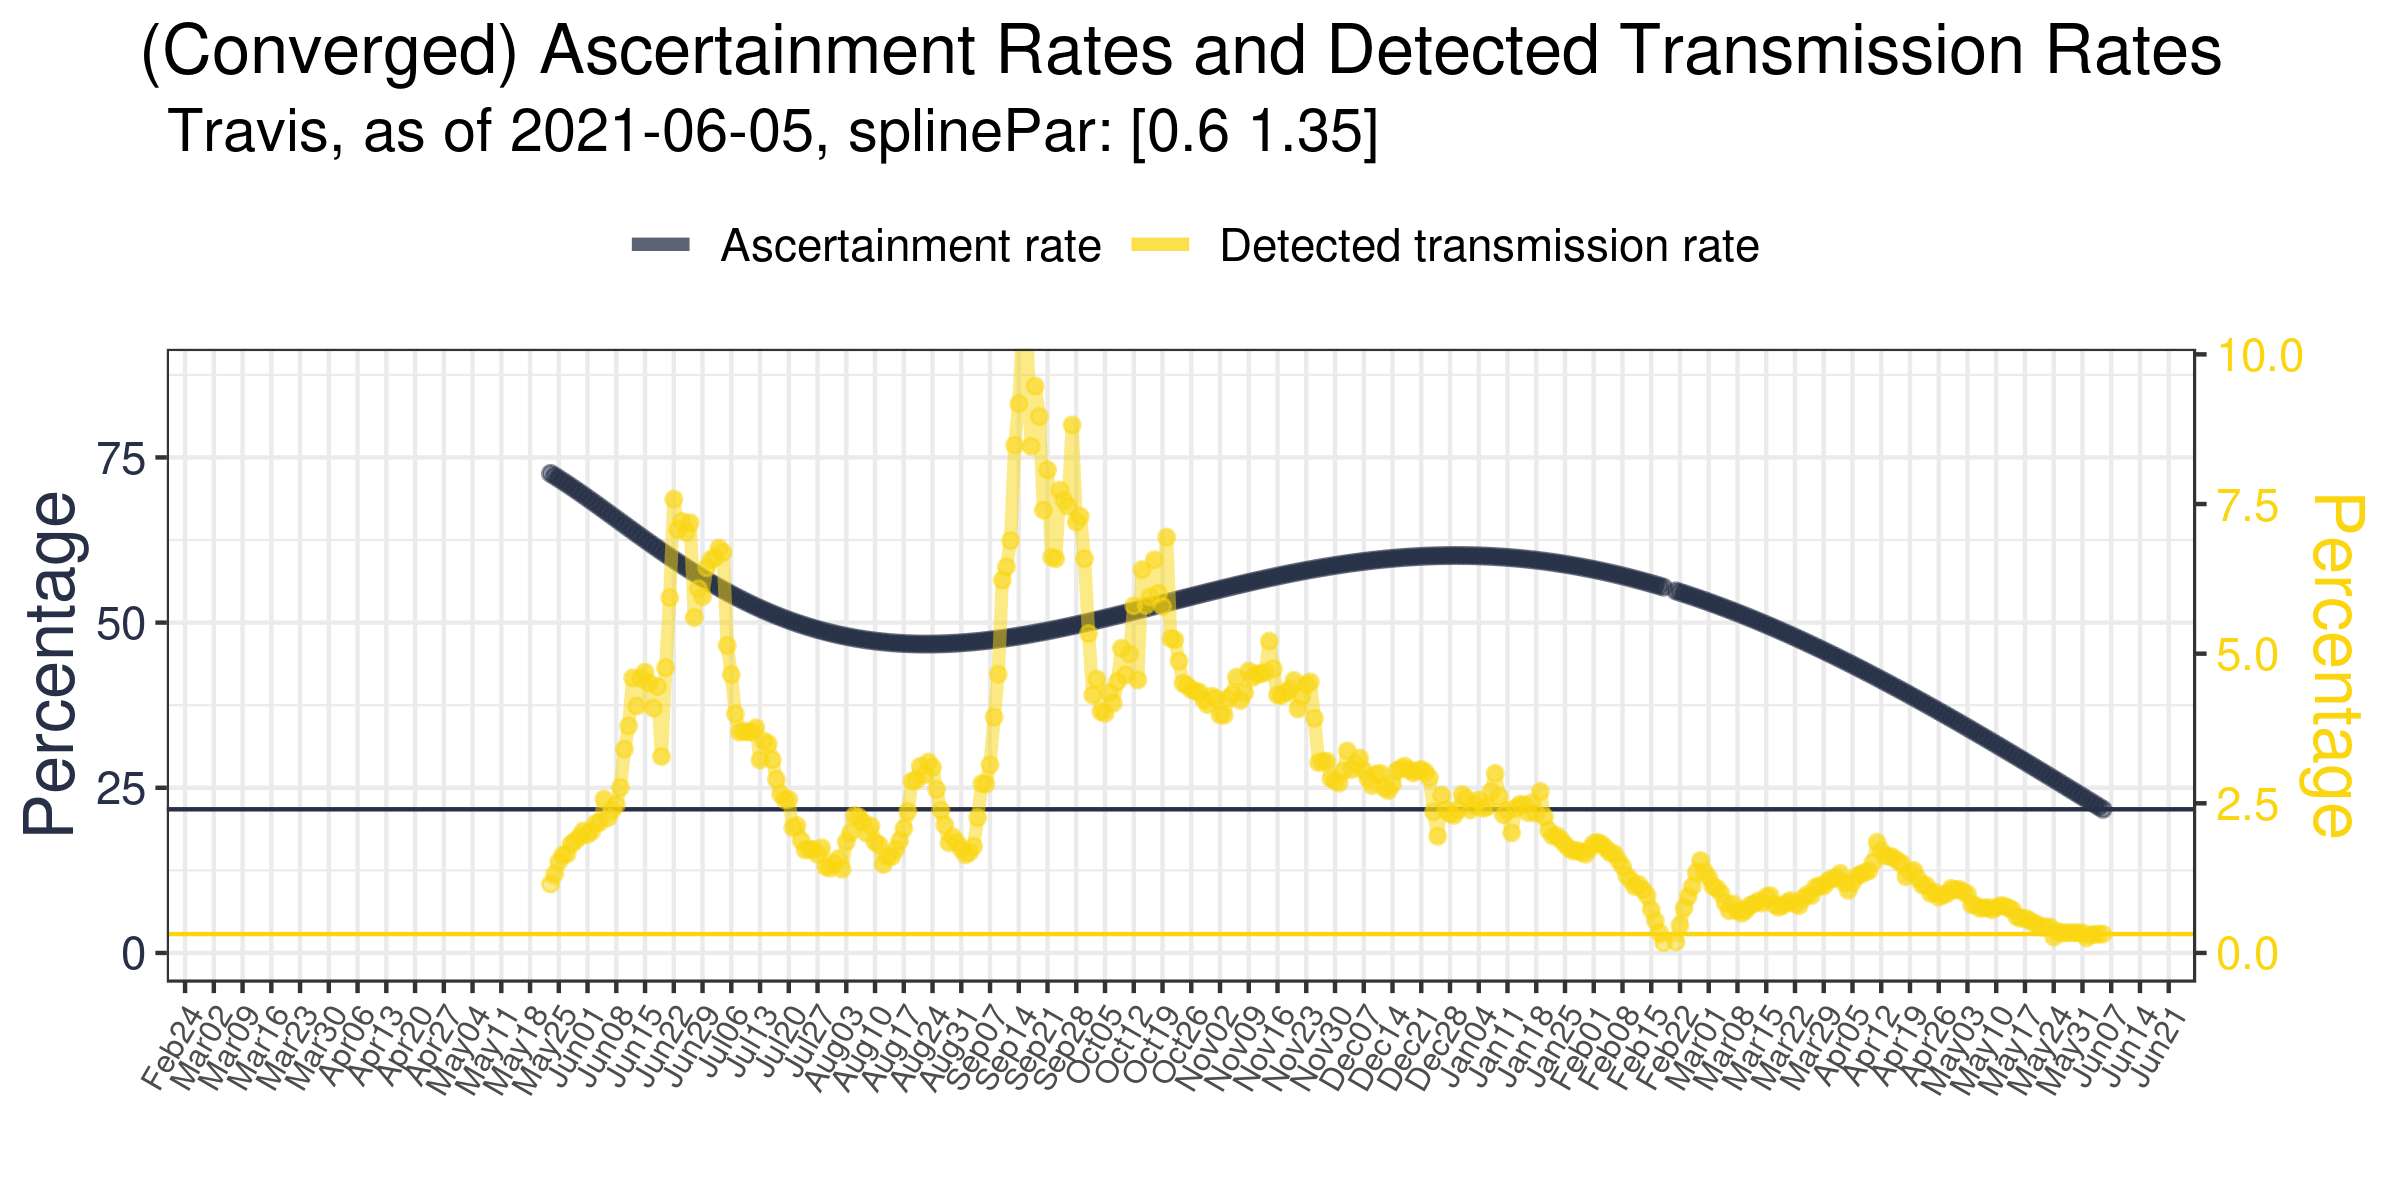 (Converged) Ascertainment Rates and Detected Transmission Rates
Travis, as of 2021-06-05, splinePar: [0.6 1.35]
Ascertainment rate
Detected transmission rate
Percentage
75
50
25
0
10.0
7.5
5.0
2.5
0.0
Percentage
Feb24
Mar02
Mar09
Mar16
Mar23
Mar30
Apr06
Apr13
Apr20
Apr27
May04
May11
May18
May25
Jun01
Jun08
Jun15
Jun22
Jun29
Jul06
Jul13
Jul20
Jul27
Aug03
Aug10
Aug17
Aug24
Aug31
Sep07
Sep14
Sep21
Sep28
Oct05
Oct12
Oct19
Oct26
Nov02
Nov09
Nov16
Nov23
Nov30
Dec07
Dec14
Dec21
Dec28
Jan04
Jan11
Jan18
Jan25
Feb01
Feb08
Feb15
Feb22
Mar01
Mar08
Mar15
Mar22
Mar29
Apr05
Apr12
Apr19
Apr26
May03
May10
May17
May24
May31
Jun07
Jun14
Jun21